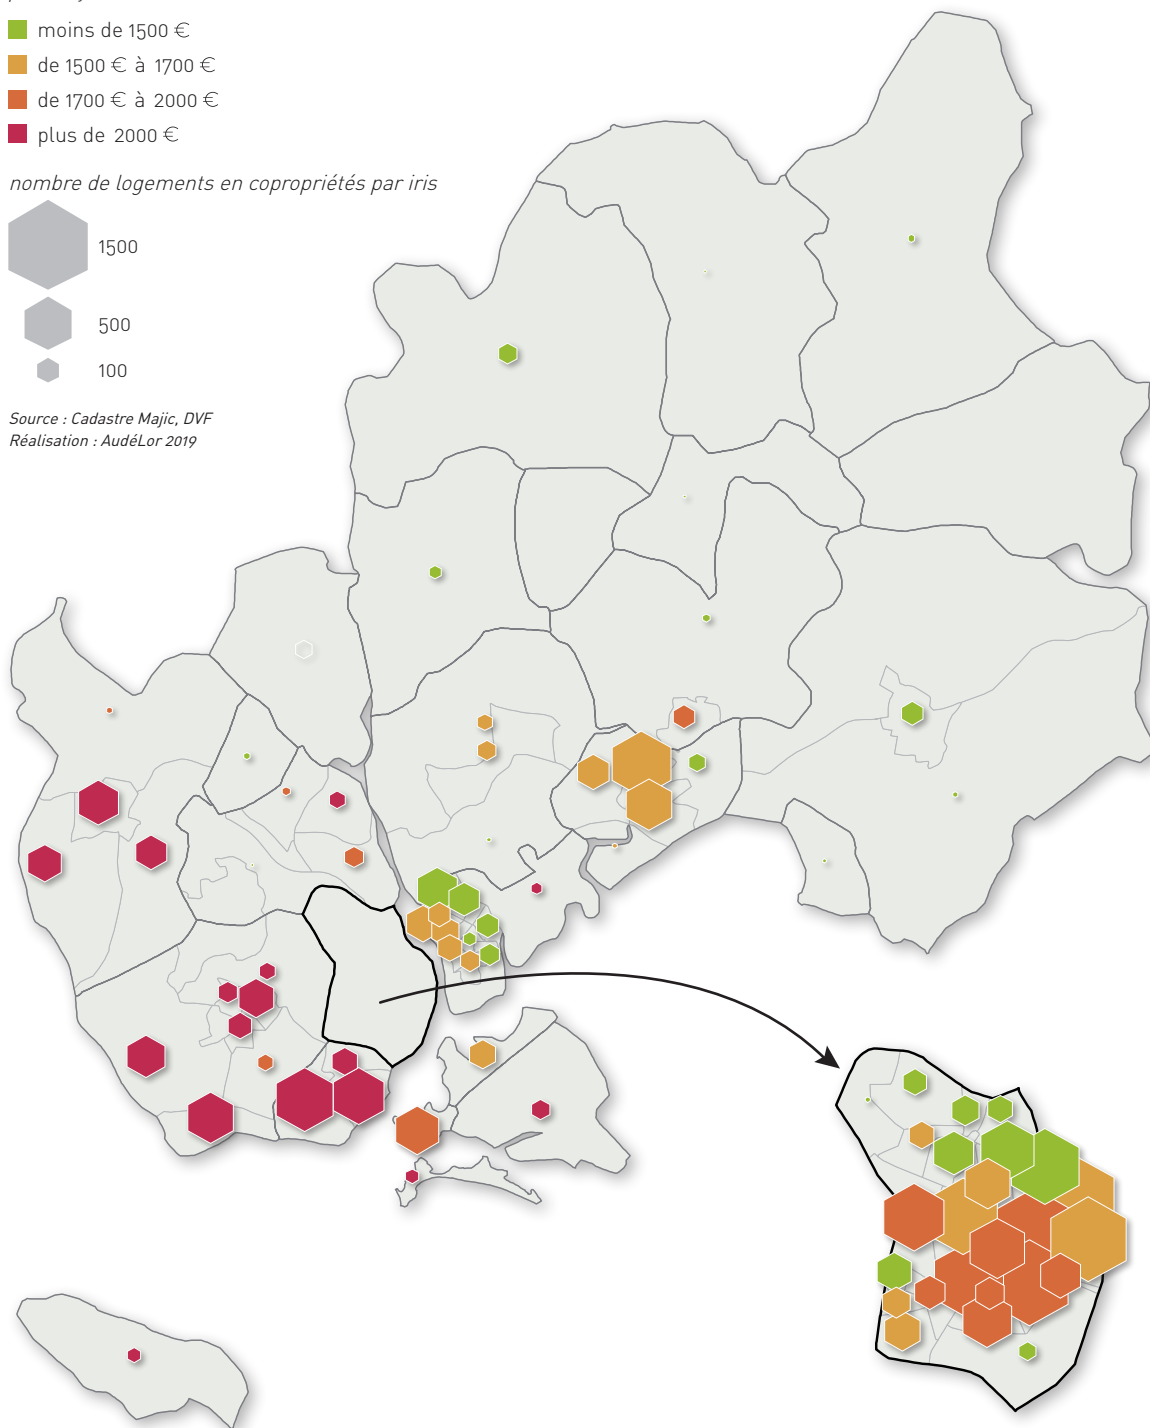 moins de 1500 €
de 1500 € à 1700 €
de 1700 € à 2000 €
plus de 2000 €
nombre de logements en copropriétés par iris
1500
500
100
Source : Cadastre Majic, DVF
Réalisation : AudéLor 2019